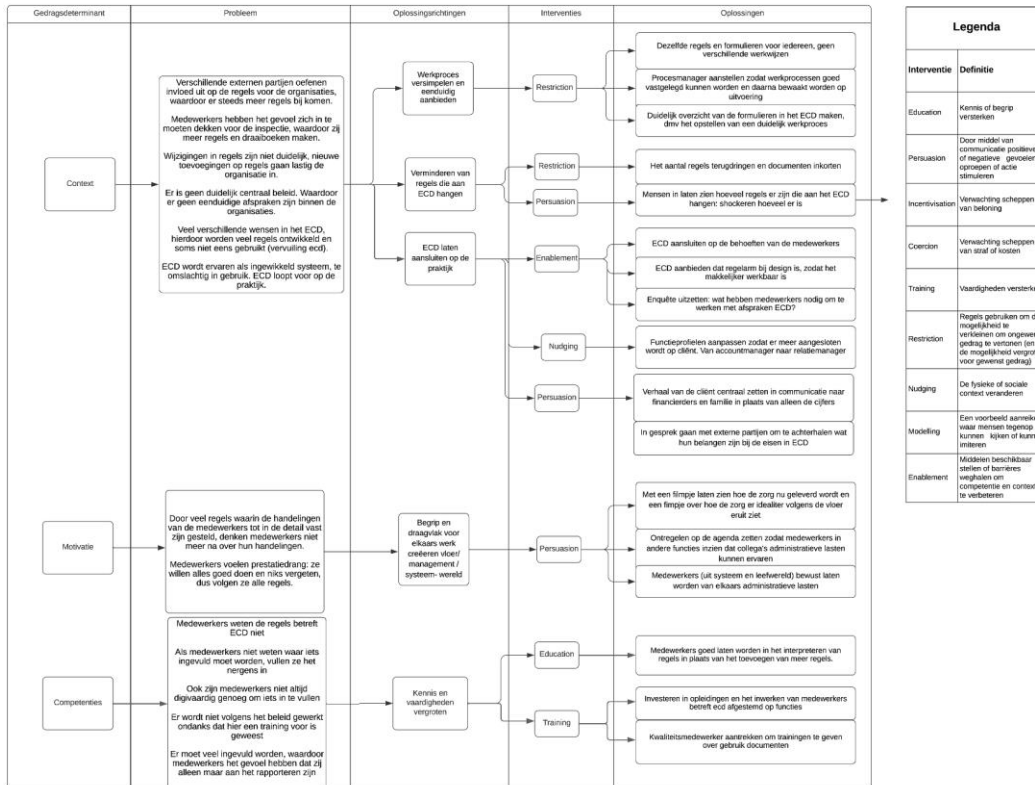 Gedragsdeterminant
Probleem
Oplossingsrichtingen
Interventies
Oplossingen
Context
Verschillende externen partijen oefenen
invloed uit op de regels voor de organisaties,
waardoor er steeds meer regels bij komen.
Medewerkers hebben het gevoel zich in te
moeten dekken voor de inspectie, waardoor zij
meer regels en draaiboeken maken.
Wijzigingen in regels zijn niet duidelijk, nieuwe
toevoegingen op regels gaan lastig de
organisatie in.
Er is geen duidelijk centraal beleid. Waardoor
er geen eenduidige afspraken zijn binnen de
organisaties.
Veel verschillende wensen in het ECD,
hierdoor worden veel regels ontwikkeld en
soms niet eens gebruikt (vervuiling ecd).
ECD wordt ervaren als ingewikkeld systeem, te
omslachtig in gebruik. ECD loopt voor op de
praktijk.
Werkproces
versimpelen en
eenduidig
aanbieden
Restriction
Dezelfde regels en formulieren voor iedereen, geen
verschillende werkwijzen
Procesmanager aanstellen zodat werkprocessen goed
vastgelegd kunnen worden en daarna bewaakt worden op
uitvoering
Duidelijk overzicht van de formulieren in het ECD maken,
dmv het opstellen van een duidelijk werkproces
Verminderen van
regels die aan
ECD hangen
Restriction
Het aantal regels terugdringen en documenten inkorten
Persuasion
Mensen in laten zien hoeveel regels er zijn die aan het ECD
hangen: shockeren hoeveel er is
ECD laten
aansluiten op de
praktijk
Enablement
ECD aansluiten op de behoeften van de medewerkers
ECD aanbieden dat regelarm bij design is, zodat het
makkelijker werkbaar is
Enquête uitzetten: wat hebben medewerkers nodig om te
werken met afspraken ECD?
Nudging
Functieprofielen aanpassen zodat er meer aangesloten
wordt op cliënt. Van accountmanager naar relatiemanager
Persuasion
Verhaal van de cliënt centraal zetten in communicatie naar
financierders en familie in plaats van alleen de cijfers
In gesprek gaan met externe partijen om te achterhalen wat
hun belangen zijn bij de eisen in ECD
Motivatie
Door veel regels waarin de handelingen
van de medewerkers tot in de detail vast
zijn gesteld, denken medewerkers niet
meer na over hun handelingen.
Medewerkers voelen prestatiedrang: ze
willen alles goed doen en niks vergeten,
dus volgen ze alle regels.
Begrip en
draagvlak voor
elkaars werk
creëeren vloer/
management /
systeem- wereld
Persuasion
Met een filmpje laten zien hoe de zorg nu geleverd wordt en
een fimpje over hoe de zorg er idealiter volgens de vloer
eruit ziet
Ontregelen op de agenda zetten zodat medewerkers in
andere functies inzien dat collega's administratieve lasten
kunnen ervaren
Medewerkers (uit systeem en leefwereld) bewust laten
worden van elkaars administratieve lasten
Competenties
Medewerkers weten de regels betreft
ECD niet
Als medewerkers niet weten waar iets
ingevuld moet worden, vullen ze het
nergens in
Ook zijn medewerkers niet altijd
digivaardig genoeg om iets in te vullen
Er wordt niet volgens het beleid gewerkt
ondanks dat hier een training voor is
geweest
Er moet veel ingevuld worden, waardoor
medewerkers het gevoel hebben dat zij
alleen maar aan het rapporteren zijn
Kennis en
vaardigheden
vergroten
Education
Medewerkers goed laten worden in het interpreteren van
regels in plaats van het toevoegen van meer regels.
Training
Investeren in opleidingen en het inwerken van medewerkers
betreft ecd afgestemd op functies
Kwaliteitsmedewerker aantrekken om trainingen te geven
over gebruik documenten
Legenda
Interventie Definitie
Education
Kennis of begrip
versterken
Persuasion
Door middel van
communicatie positieve
of negatieve
oproepen of actie
stimuleren
Incentivisation
Verwachting scheppen
van beloning
Coercion
Verwachting scheppen
van straf of kosten
Training
Vaardigheden
Restriction
Regels gebruiken om
mogelijkheid te
verkleinen om
gedrag te vertonen (en
de mogelijkheid
voor gewenst gedrag)
Nudging
De fysieke of sociale
context veranderen
Modelling
Een voorbeeld
waar mensen tegenop
kunnen kijken of
imiteren
Enablement
Middelen beschikbaar
stellen of barrières
weghalen om
competentie en context
te verbeteren